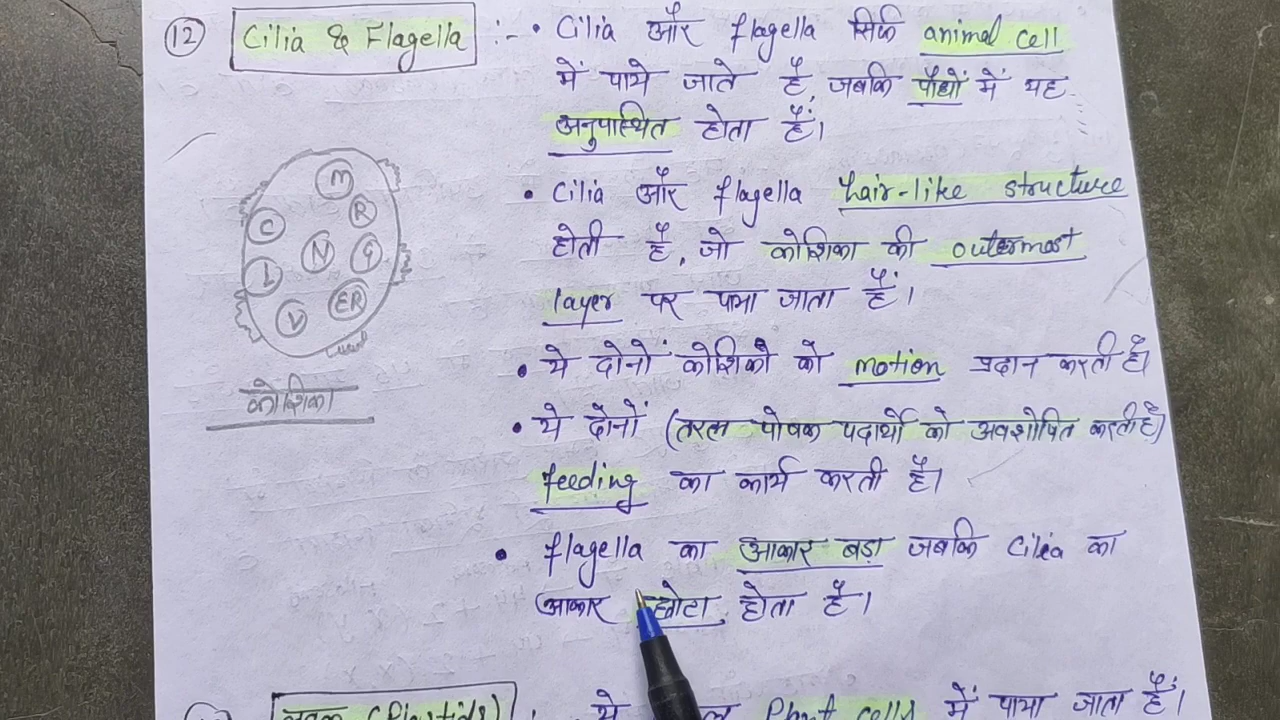 12 Cilia & Flagella :- • Cilia और flagella सिर्फ animal cell
में पाये जाते है, जबकि पौधों में यह
अनुपास्थित होता हैं।
• Cilia और flagella hair-like structure
होती है, जो कोशिका की outermost
layer पर पाया जाता हैं।
• ये दोनों कोशिको को motion प्रदान करती है।
• ये दोनों (तरल पोषक पदार्थो को अवशोषित करती है)
feeding का कार्य करती है।
• flagella का आकार बड़ा जबकि Cilia का
आकार छोटा होता है।
M
C
R
N
G
L
V
ER
कोशिका
(Plastids) : ये Plant cells में पाया जाता हैं।